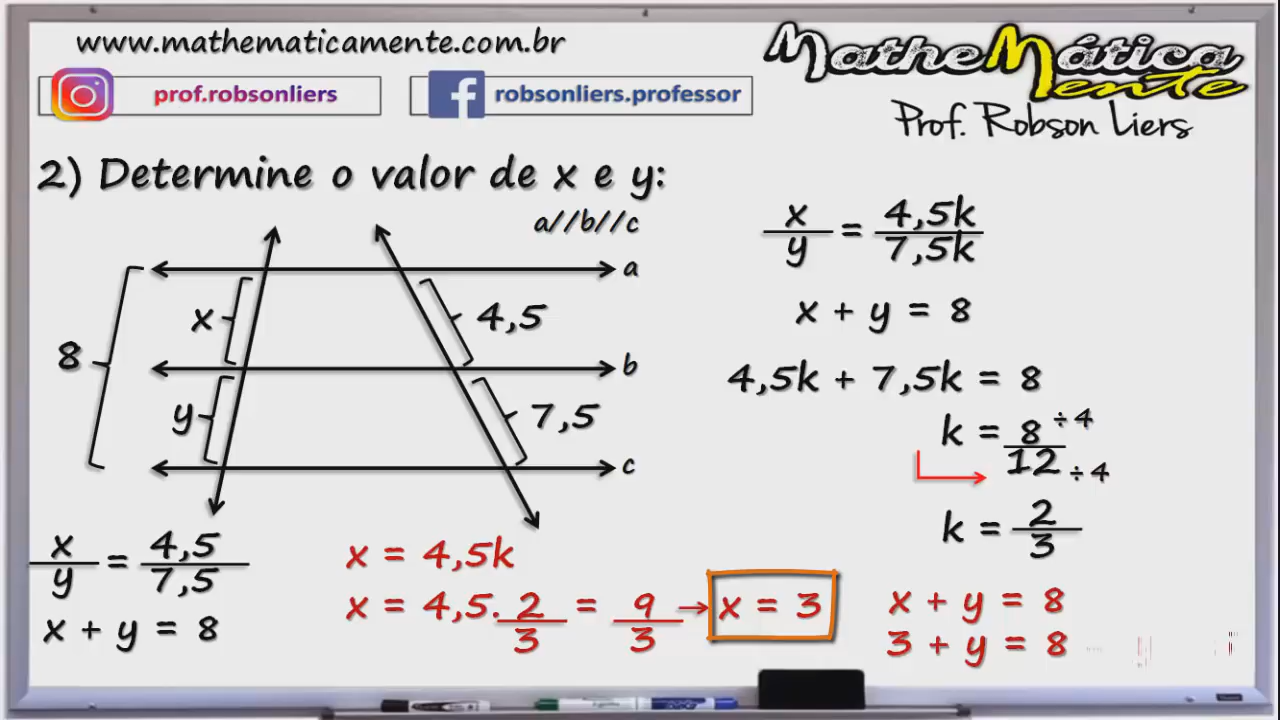 www.mathematicamente.com.br
MatheMática
mente
prof.robsonliers
robsonliers.professor
Prof. Robson Liers
2) Determine o valor de x e y:
a//b//c
a
x
4,5
8
b
y
7,5
c
x/y = 4,5/7,5
x + y = 8
x = 4,5k
x = 4,5. 2/3 = 9/3 → x = 3
x/y = 4,5k/7,5k
x + y = 8
4,5k + 7,5k = 8
k = 8 ÷4 / 12 ÷4
k = 2/3
x + y = 8
3 + y = 8